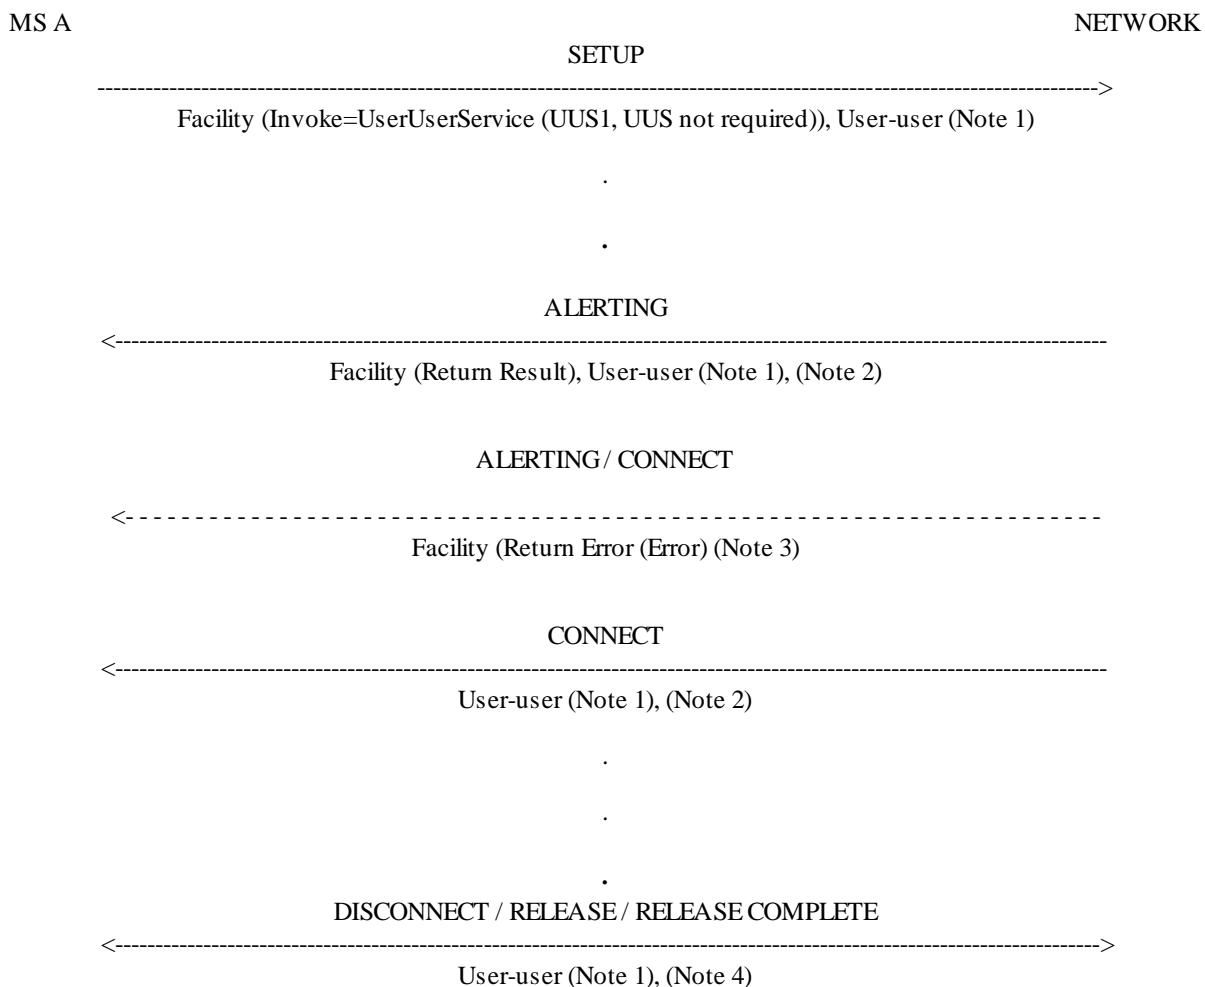 MS A NETWORK
SETUP
------------------------------------------------------------------------------------------------------------------------------>
Facility (Invoke=UserUserService (UUS1, UUS not required)), User-user (Note 1)
.
.
ALERTING
<-----------------------------------------------------------------------------------------------------------------------------
Facility (Return Result), User-user (Note 1), (Note 2)
ALERTING / CONNECT
<- - - - - - - - - - - - - - - - - - - - - - - - - - - - - - - - - - - - - - - - - - - - - - - - - - - - - - - - - - - - - - - - - - - - - -
Facility (Return Error (Error) (Note 3)
CONNECT
<-----------------------------------------------------------------------------------------------------------------------------
User-user (Note 1), (Note 2)
.
.
.
DISCONNECT / RELEASE / RELEASE COMPLETE
<---------------------------------------------------------------------------------------------------------------------------->
User-user (Note 1), (Note 4)